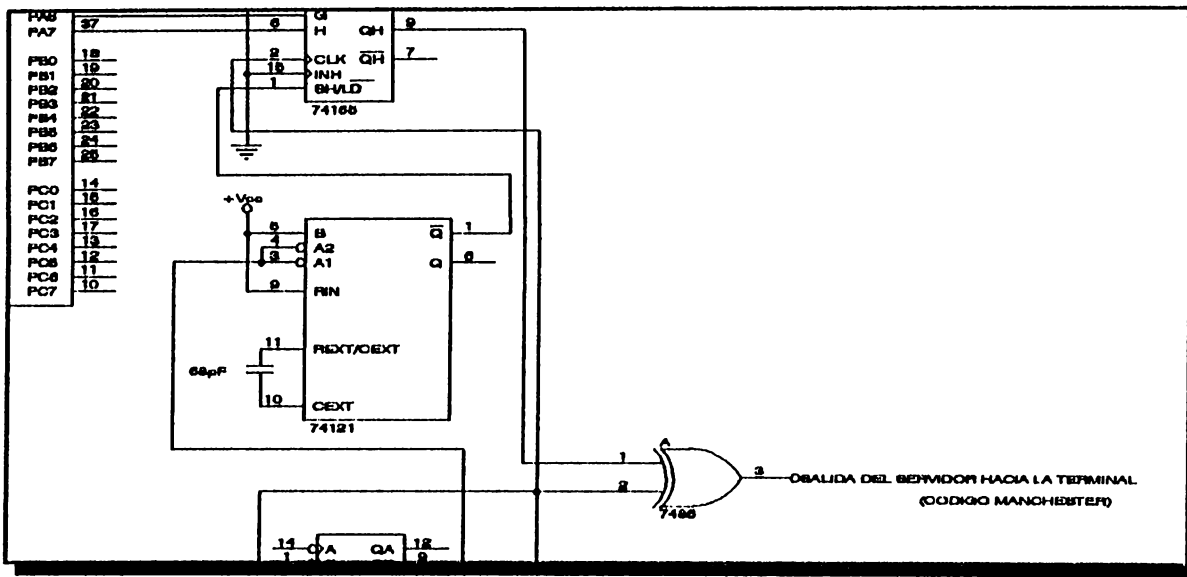 PA6
PA7 37
6 H QH 9
2 CLK QH 7
15 INH
1 SH/LD
74165
PB0 18
PB1 19
PB2 20
PB3 21
PB4 22
PB5 23
PB6 24
PB7 25
PC0 14
PC1 15
PC2 16
PC3 17
PC4 13
PC5 12
PC6 11
PC7 10
+Vcc
5 B Q 1
4 A2
3 A1 Q 6
9 RIN
11 REXT/CEXT
68pF
10 CEXT
74121
A
1
2
3
7486
SALIDA DEL SERVIDOR HACIA LA TERMINAL
(CODIGO MANCHESTER)
14 A QA 12
1 9